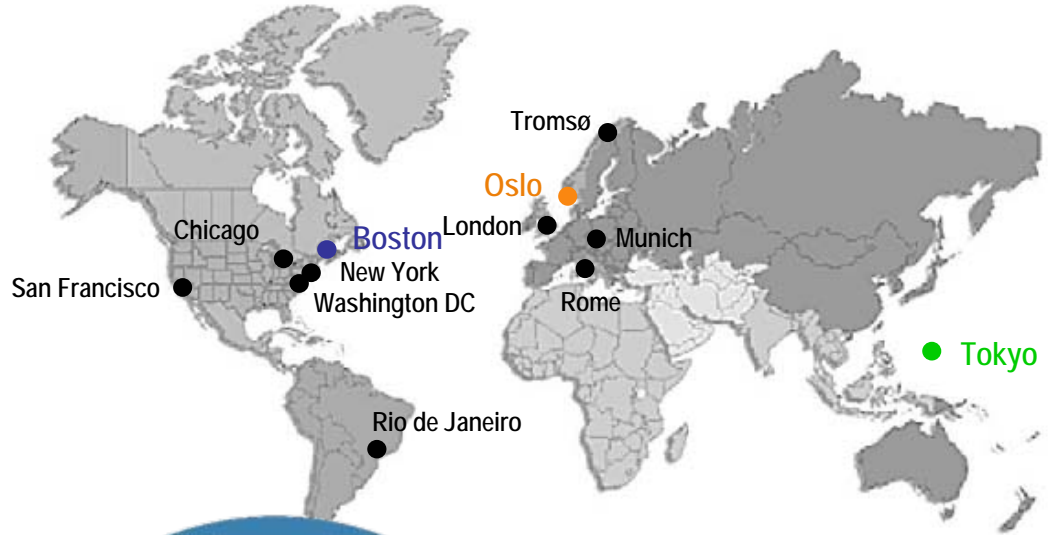 Tromsø
Oslo
London
Chicago
Boston
Munich
New York
San Francisco
Washington DC
Rome
Tokyo
Rio de Janeiro